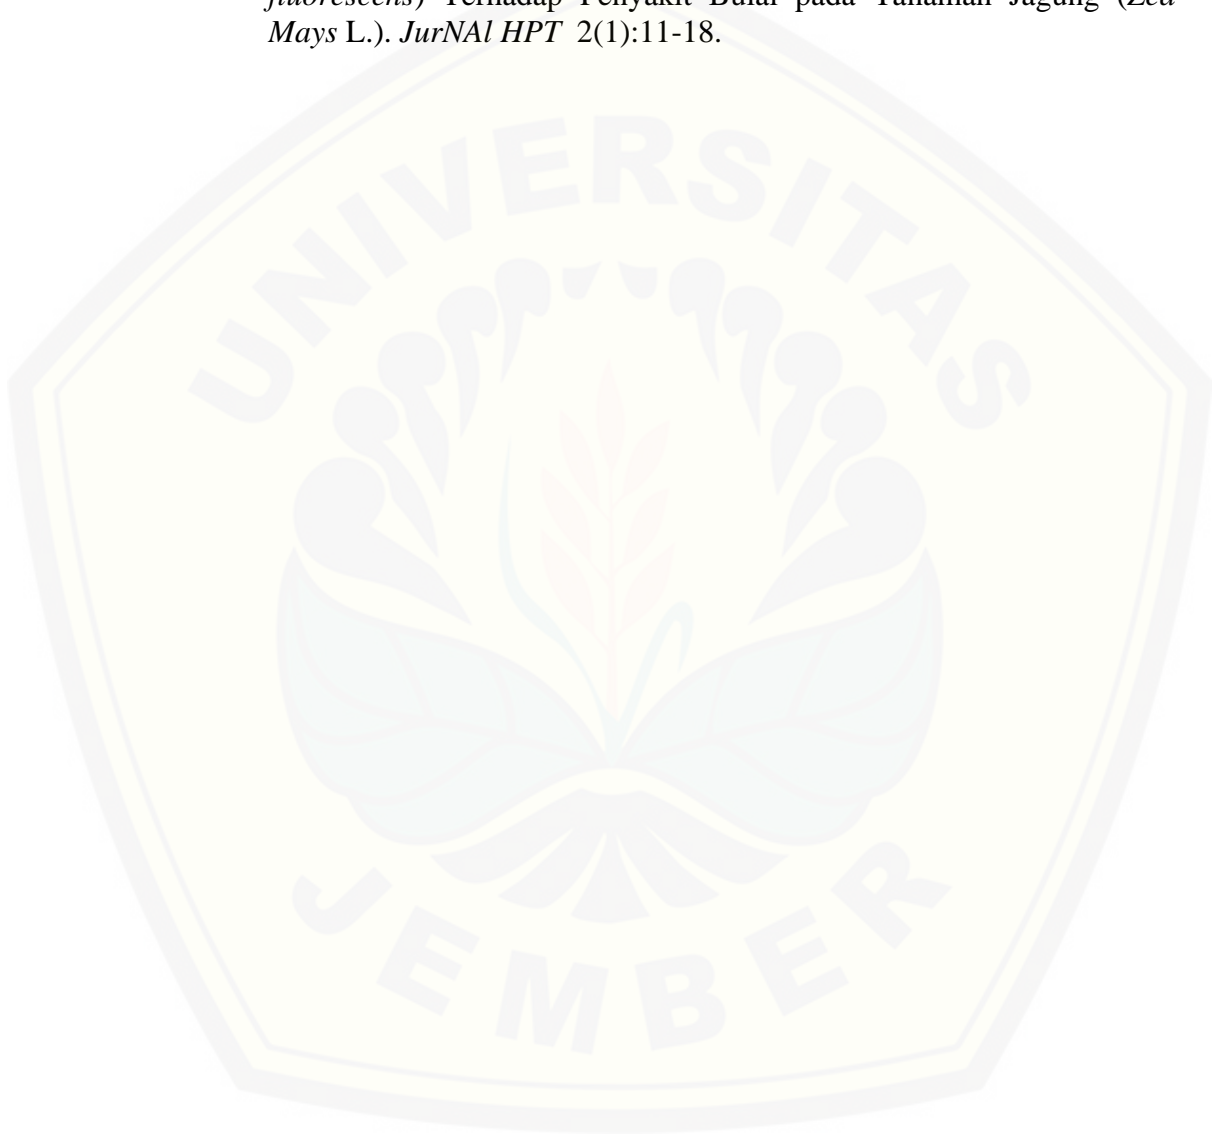 fluorescens) Terhadap Penyakit Bulai pada Tanaman Jagung (Zea
Mays L.). JurNAl HPT 2(1):11-18.
UNIVERSITAS
JEMBER